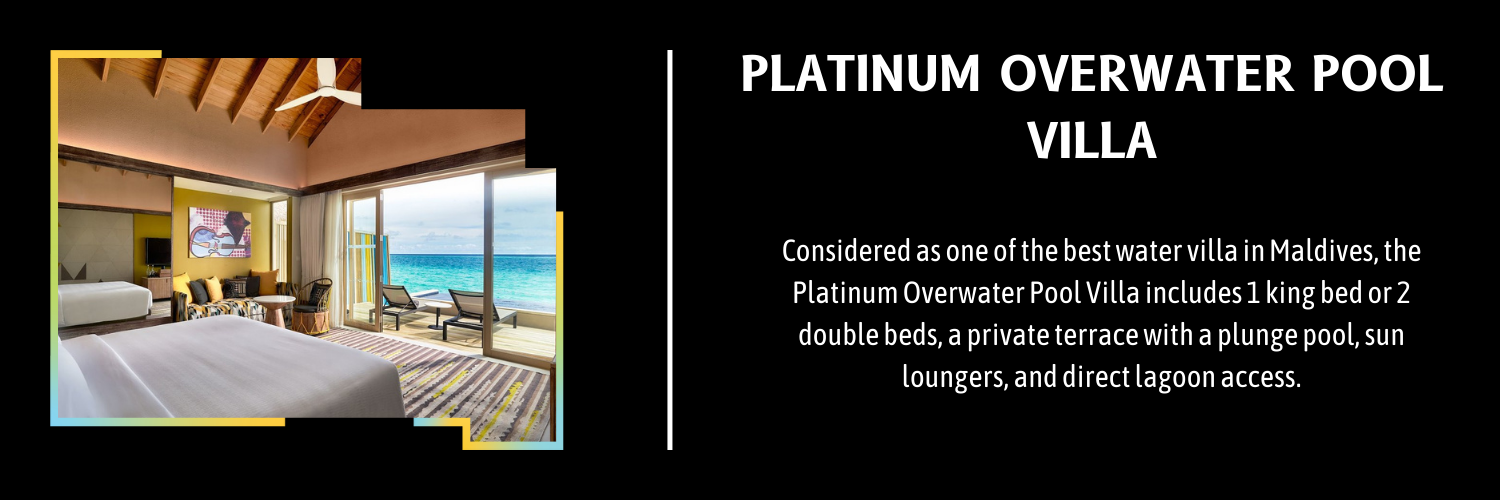 PLATINUM OVERWATER POOL
VILLA
Considered as one of the best water villa in Maldives, the
Platinum Overwater Pool Villa includes 1 king bed or 2
double beds, a private terrace with a plunge pool, sun
loungers, and direct lagoon access.